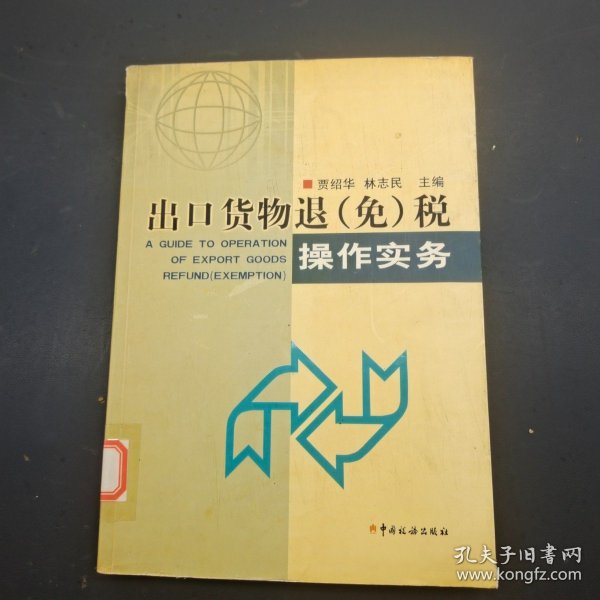 贾绍华 林志民 主编
出口货物退(免)税
A GUIDE TO OPERATION
OF EXPORT GOODS
REFUND(EXEMPTION)
操作实务
中国税务出版社
孔夫子旧书网
www.kongfz.com